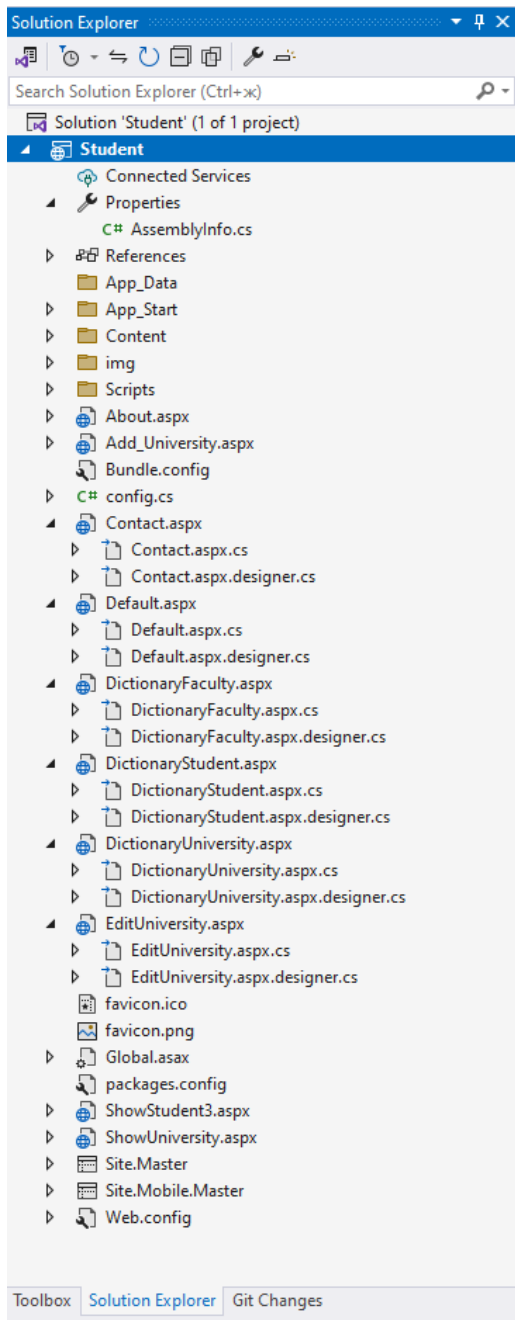 Solution Explorer
Search Solution Explorer (Ctrl+ж)
Solution 'Student' (1 of 1 project)
Student
Connected Services
Properties
C# AssemblyInfo.cs
References
App_Data
App_Start
Content
img
Scripts
About.aspx
Add_University.aspx
Bundle.config
C# config.cs
Contact.aspx
Contact.aspx.cs
Contact.aspx.designer.cs
Default.aspx
Default.aspx.cs
Default.aspx.designer.cs
DictionaryFaculty.aspx
DictionaryFaculty.aspx.cs
DictionaryFaculty.aspx.designer.cs
DictionaryStudent.aspx
DictionaryStudent.aspx.cs
DictionaryStudent.aspx.designer.cs
DictionaryUniversity.aspx
DictionaryUniversity.aspx.cs
DictionaryUniversity.aspx.designer.cs
EditUniversity.aspx
EditUniversity.aspx.cs
EditUniversity.aspx.designer.cs
favicon.ico
favicon.png
Global.asax
packages.config
ShowStudent3.aspx
ShowUniversity.aspx
Site.Master
Site.Mobile.Master
Web.config
Toolbox Solution Explorer Git Changes